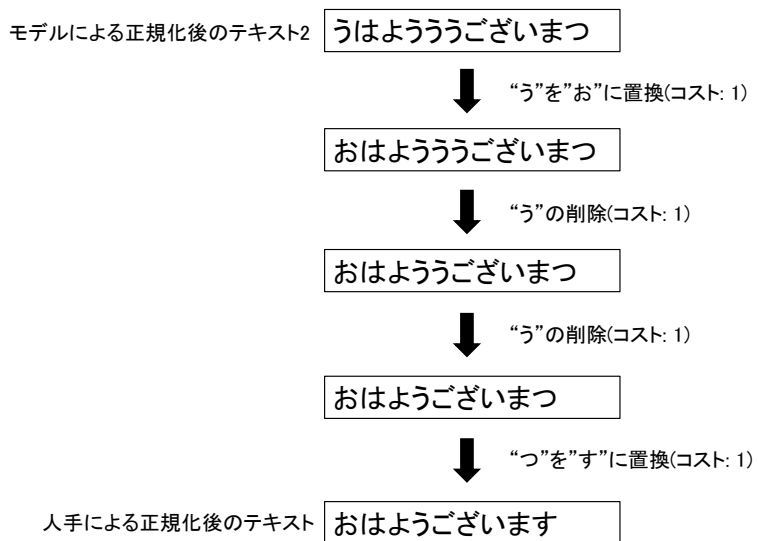 モデルによる正規化後のテキスト2 うはよううううございまつ
“う”を”お”に置換(コスト: 1)
おはようううございまつ
“う”の削除(コスト: 1)
おはよううございまつ
“う”の削除(コスト: 1)
おはようございまつ
“つ”を”す”に置換(コスト: 1)
人手による正規化後のテキスト おはようございます